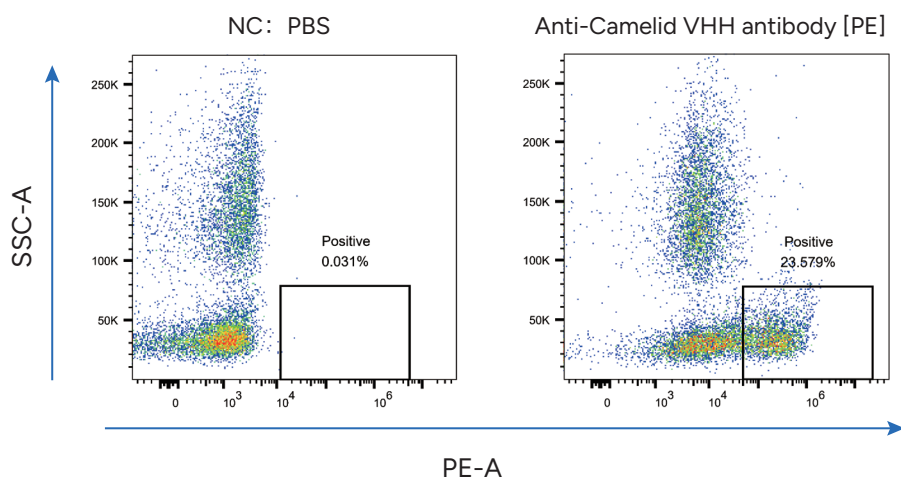 NC: PBS
Anti-Camelid VHH antibody [PE]
SSC-A
250K
200K
150K
100K
50K
Positive
0.031%
0
10³
10⁴
10⁶
250K
200K
150K
100K
50K
Positive
23.579%
0
10³
10⁴
10⁶
PE-A